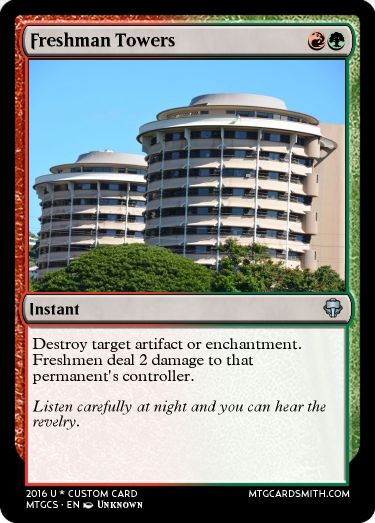 Freshman Towers
Instant
Destroy target artifact or enchantment.
Freshmen deal 2 damage to that
permanent's controller.
Listen carefully at night and you can hear the
revelry.
2016 U * CUSTOM CARD
MTGCS · EN Unknown
MTGCARDSMITH.COM